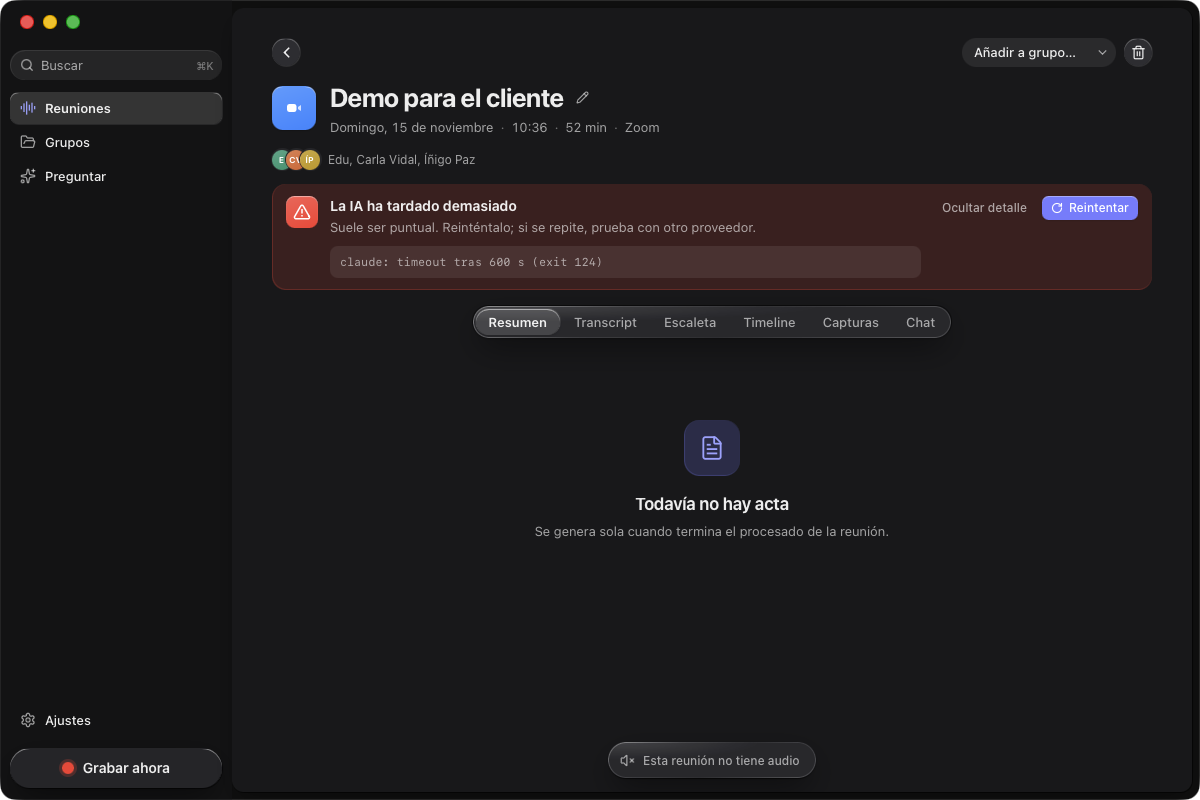 Buscar ⌘K
Reuniones
Grupos
Preguntar
Ajustes
Grabar ahora
Añadir a grupo...
Demo para el cliente
Domingo, 15 de noviembre · 10:36 · 52 min · Zoom
E CV ÍP Edu, Carla Vidal, Íñigo Paz
La IA ha tardado demasiado
Suele ser puntual. Reinténtalo; si se repite, prueba con otro proveedor.
claude: timeout tras 600 s (exit 124)
Ocultar detalle Reintentar
Resumen Transcript Escaleta Timeline Capturas Chat
Todavía no hay acta
Se genera sola cuando termina el procesado de la reunión.
Esta reunión no tiene audio